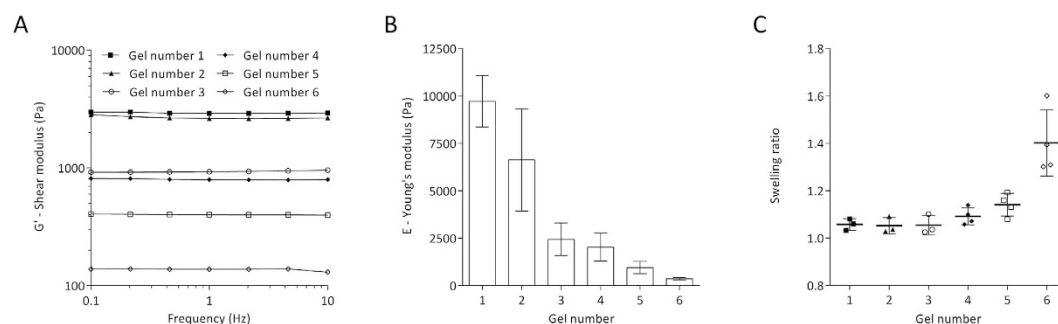 A
G' - Shear modulus (Pa)
10000
1000
100
Gel number 1
Gel number 2
Gel number 3
Gel number 4
Gel number 5
Gel number 6
0.1
1
10
Frequency (Hz)
B
E - Young's modulus (Pa)
12500
10000
7500
5000
2500
0
1 2 3 4 5 6
Gel number
C
Swelling ratio
1.8
1.6
1.4
1.2
1.0
0.8
1 2 3 4 5 6
Gel number